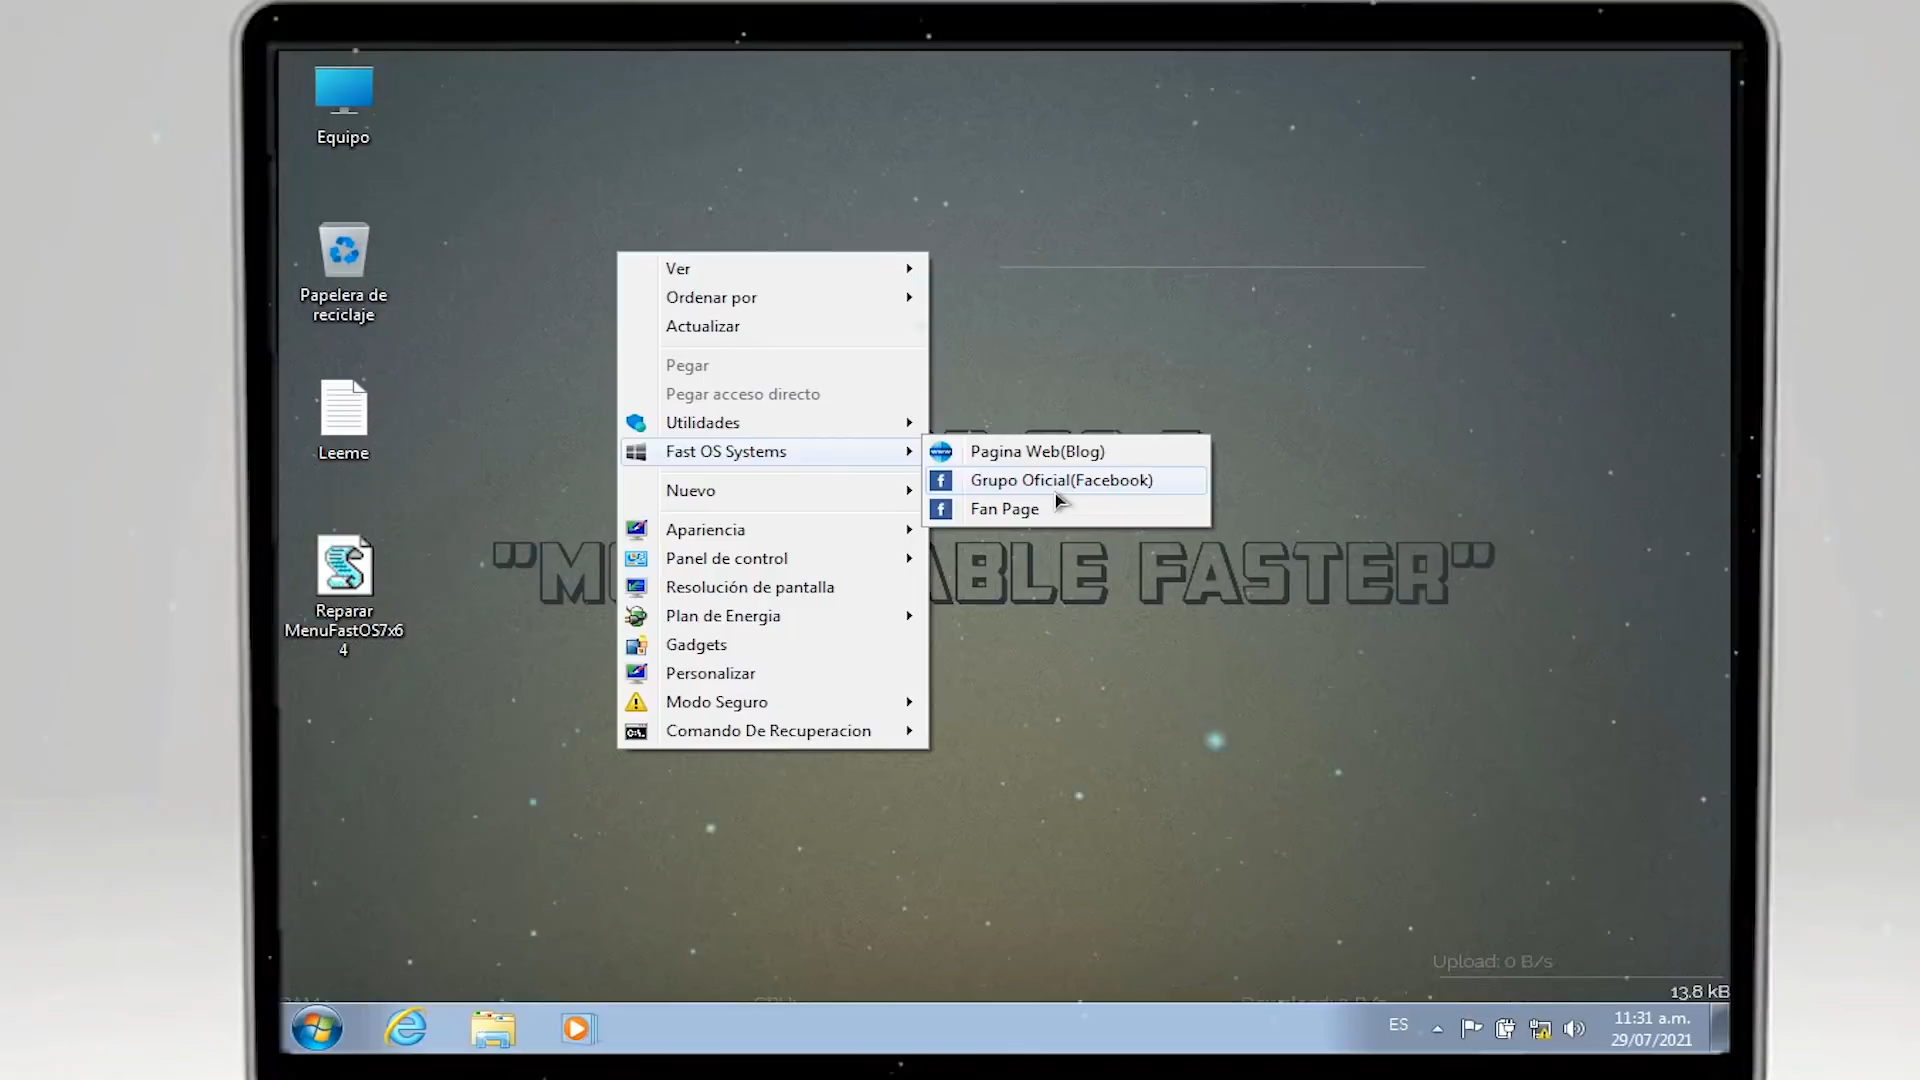 Equipo
Papelera de
reciclaje
Leeme
Reparar
MenuFastOS7x6
4
Ver
Ordenar por
Actualizar
Pegar
Pegar acceso directo
Utilidades
Fast OS Systems
Nuevo
Apariencia
Panel de control
Resolución de pantalla
Plan de Energia
Gadgets
Personalizar
Modo Seguro
Comando De Recuperacion
Pagina Web(Blog)
Grupo Oficial(Facebook)
Fan Page
ABLE FASTER"
Upload: 0 B/s
13.8 kB
ES
11:31 a.m.
29/07/2021